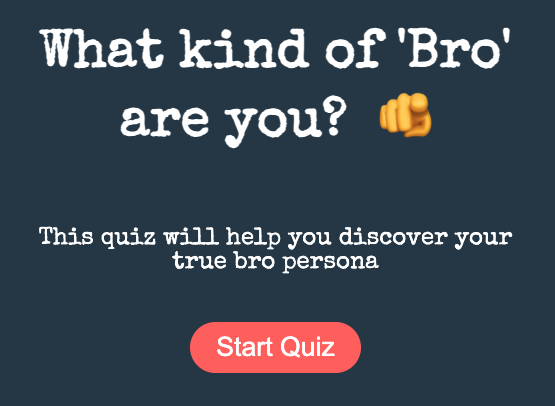 What kind of 'Bro'
are you? 🫵
This quiz will help you discover your
true bro persona
Start Quiz